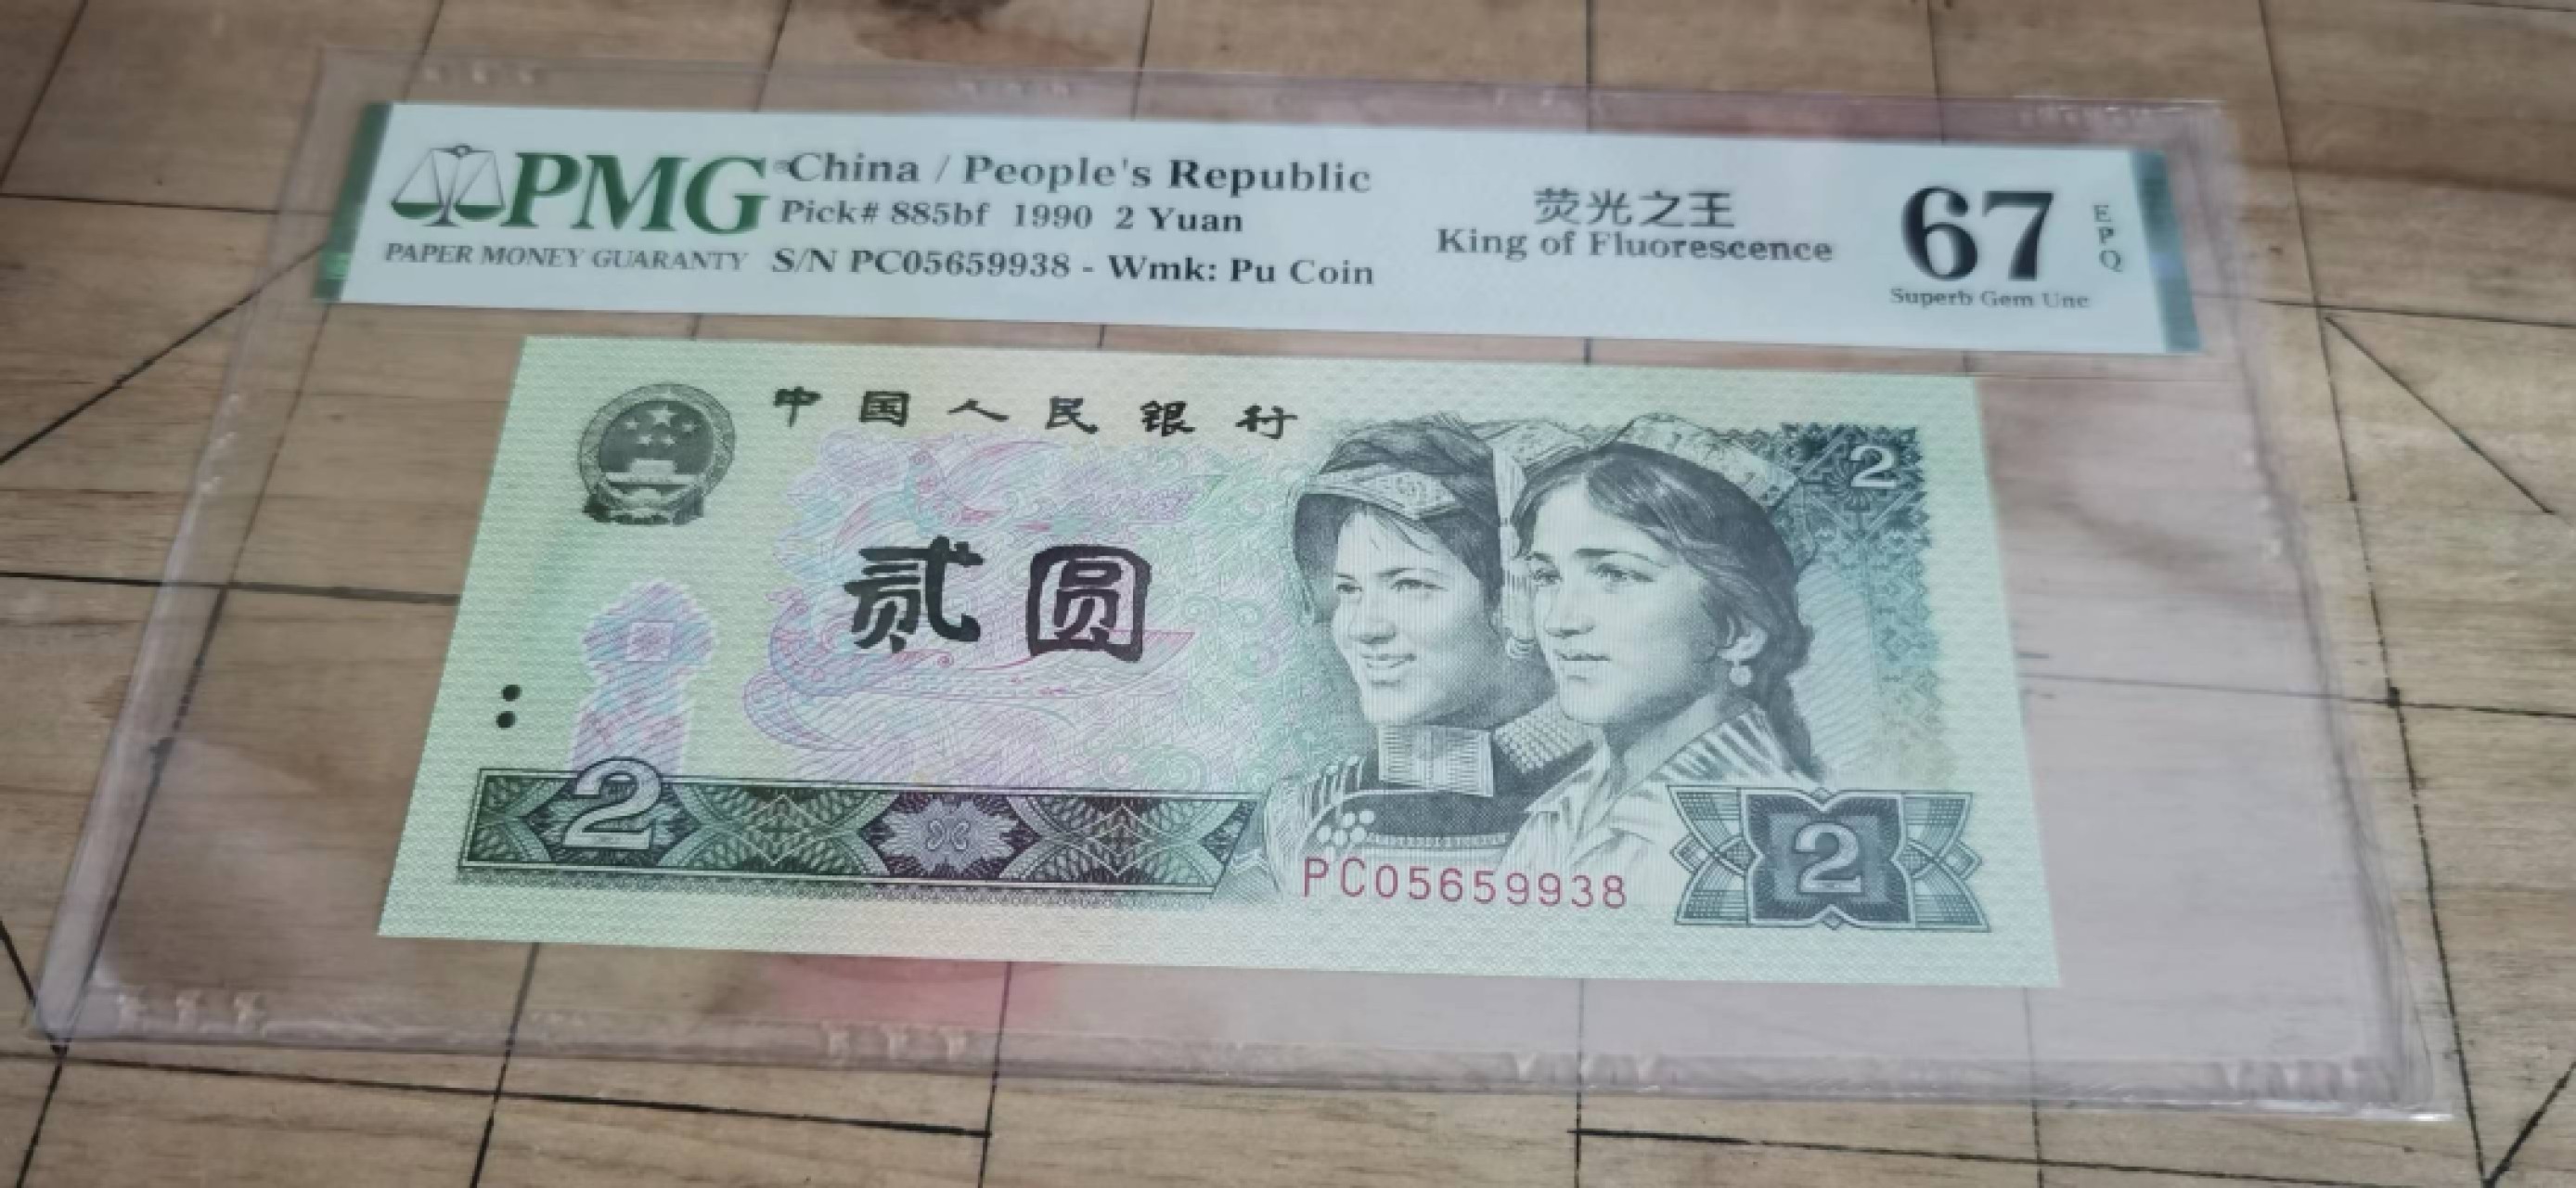 PMG
PAPER MONEY GUARANTY
China / People's Republic
Pick# 885bf 1990 2 Yuan
S/N PC05659938 - Wmk: Pu Coin
荧光之王
King of Fluorescence
67
EPQ
Superb Gem Unc
中国人民银行
2
贰圆
2
2
PC05659938